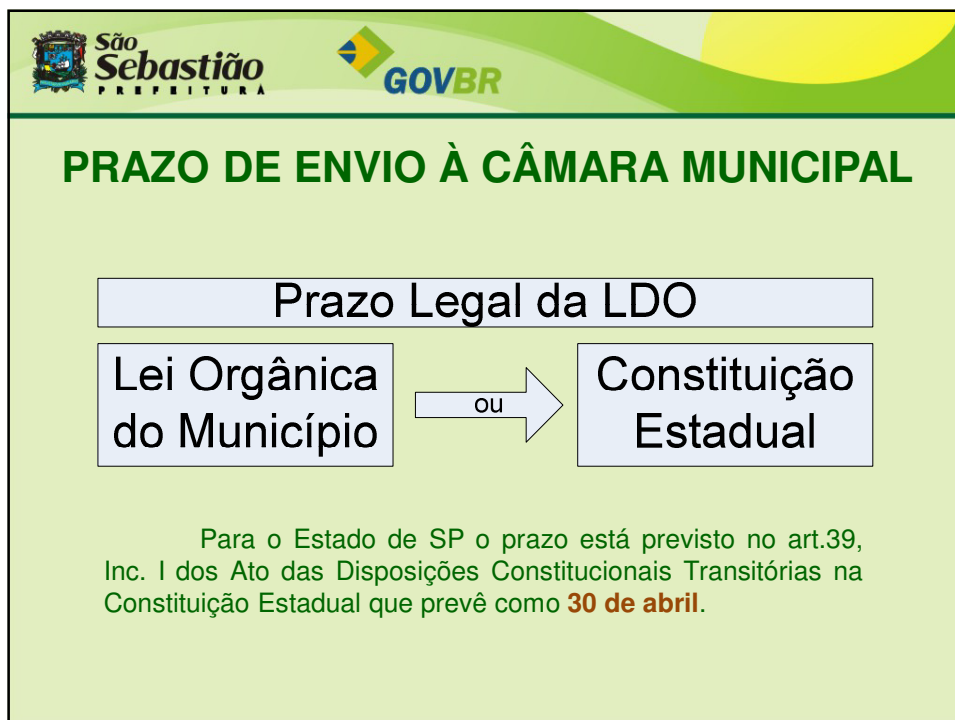 São
Sebastião
PREFEITURA
GOVBR
PRAZO DE ENVIO À CÂMARA MUNICIPAL
Prazo Legal da LDO
Lei Orgânica
do Município
ou
Constituição
Estadual
Para o Estado de SP o prazo está previsto no art.39,
Inc. I dos Ato das Disposições Constitucionais Transitórias na
Constituição Estadual que prevê como 30 de abril.